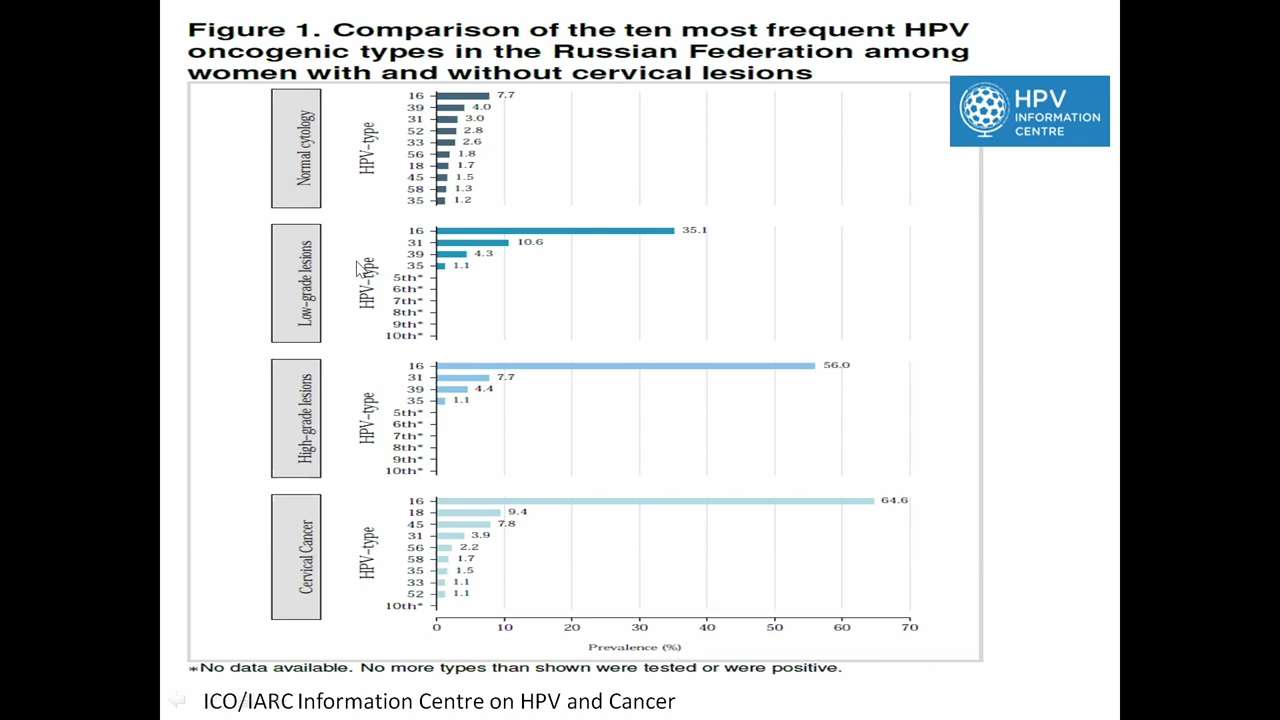 Figure 1. Comparison of the ten most frequent HPV
oncogenic types in the Russian Federation among
women with and without cervical lesions
HPV
INFORMATION
CENTRE
Normal cytology
HPV-type
16 7.7
39 4.0
31 3.0
52 2.8
33 2.6
56 1.8
18 1.7
45 1.5
58 1.3
35 1.2
Low-grade lesions
HPV-type
16 35.1
31 10.6
39 4.3
35 1.1
5th*
6th*
7th*
8th*
9th*
10th*
High-grade lesions
HPV-type
16 56.0
31 7.7
39 4.4
35 1.1
5th*
6th*
7th*
8th*
9th*
10th*
Cervical Cancer
HPV-type
16 64.6
18 9.4
45 7.8
31 3.9
56 2.2
58 1.7
35 1.5
33 1.1
52 1.1
10th*
0 10 20 30 40 50 60 70
Prevalence (%)
*No data available. No more types than shown were tested or were positive.
ICO/IARC Information Centre on HPV and Cancer